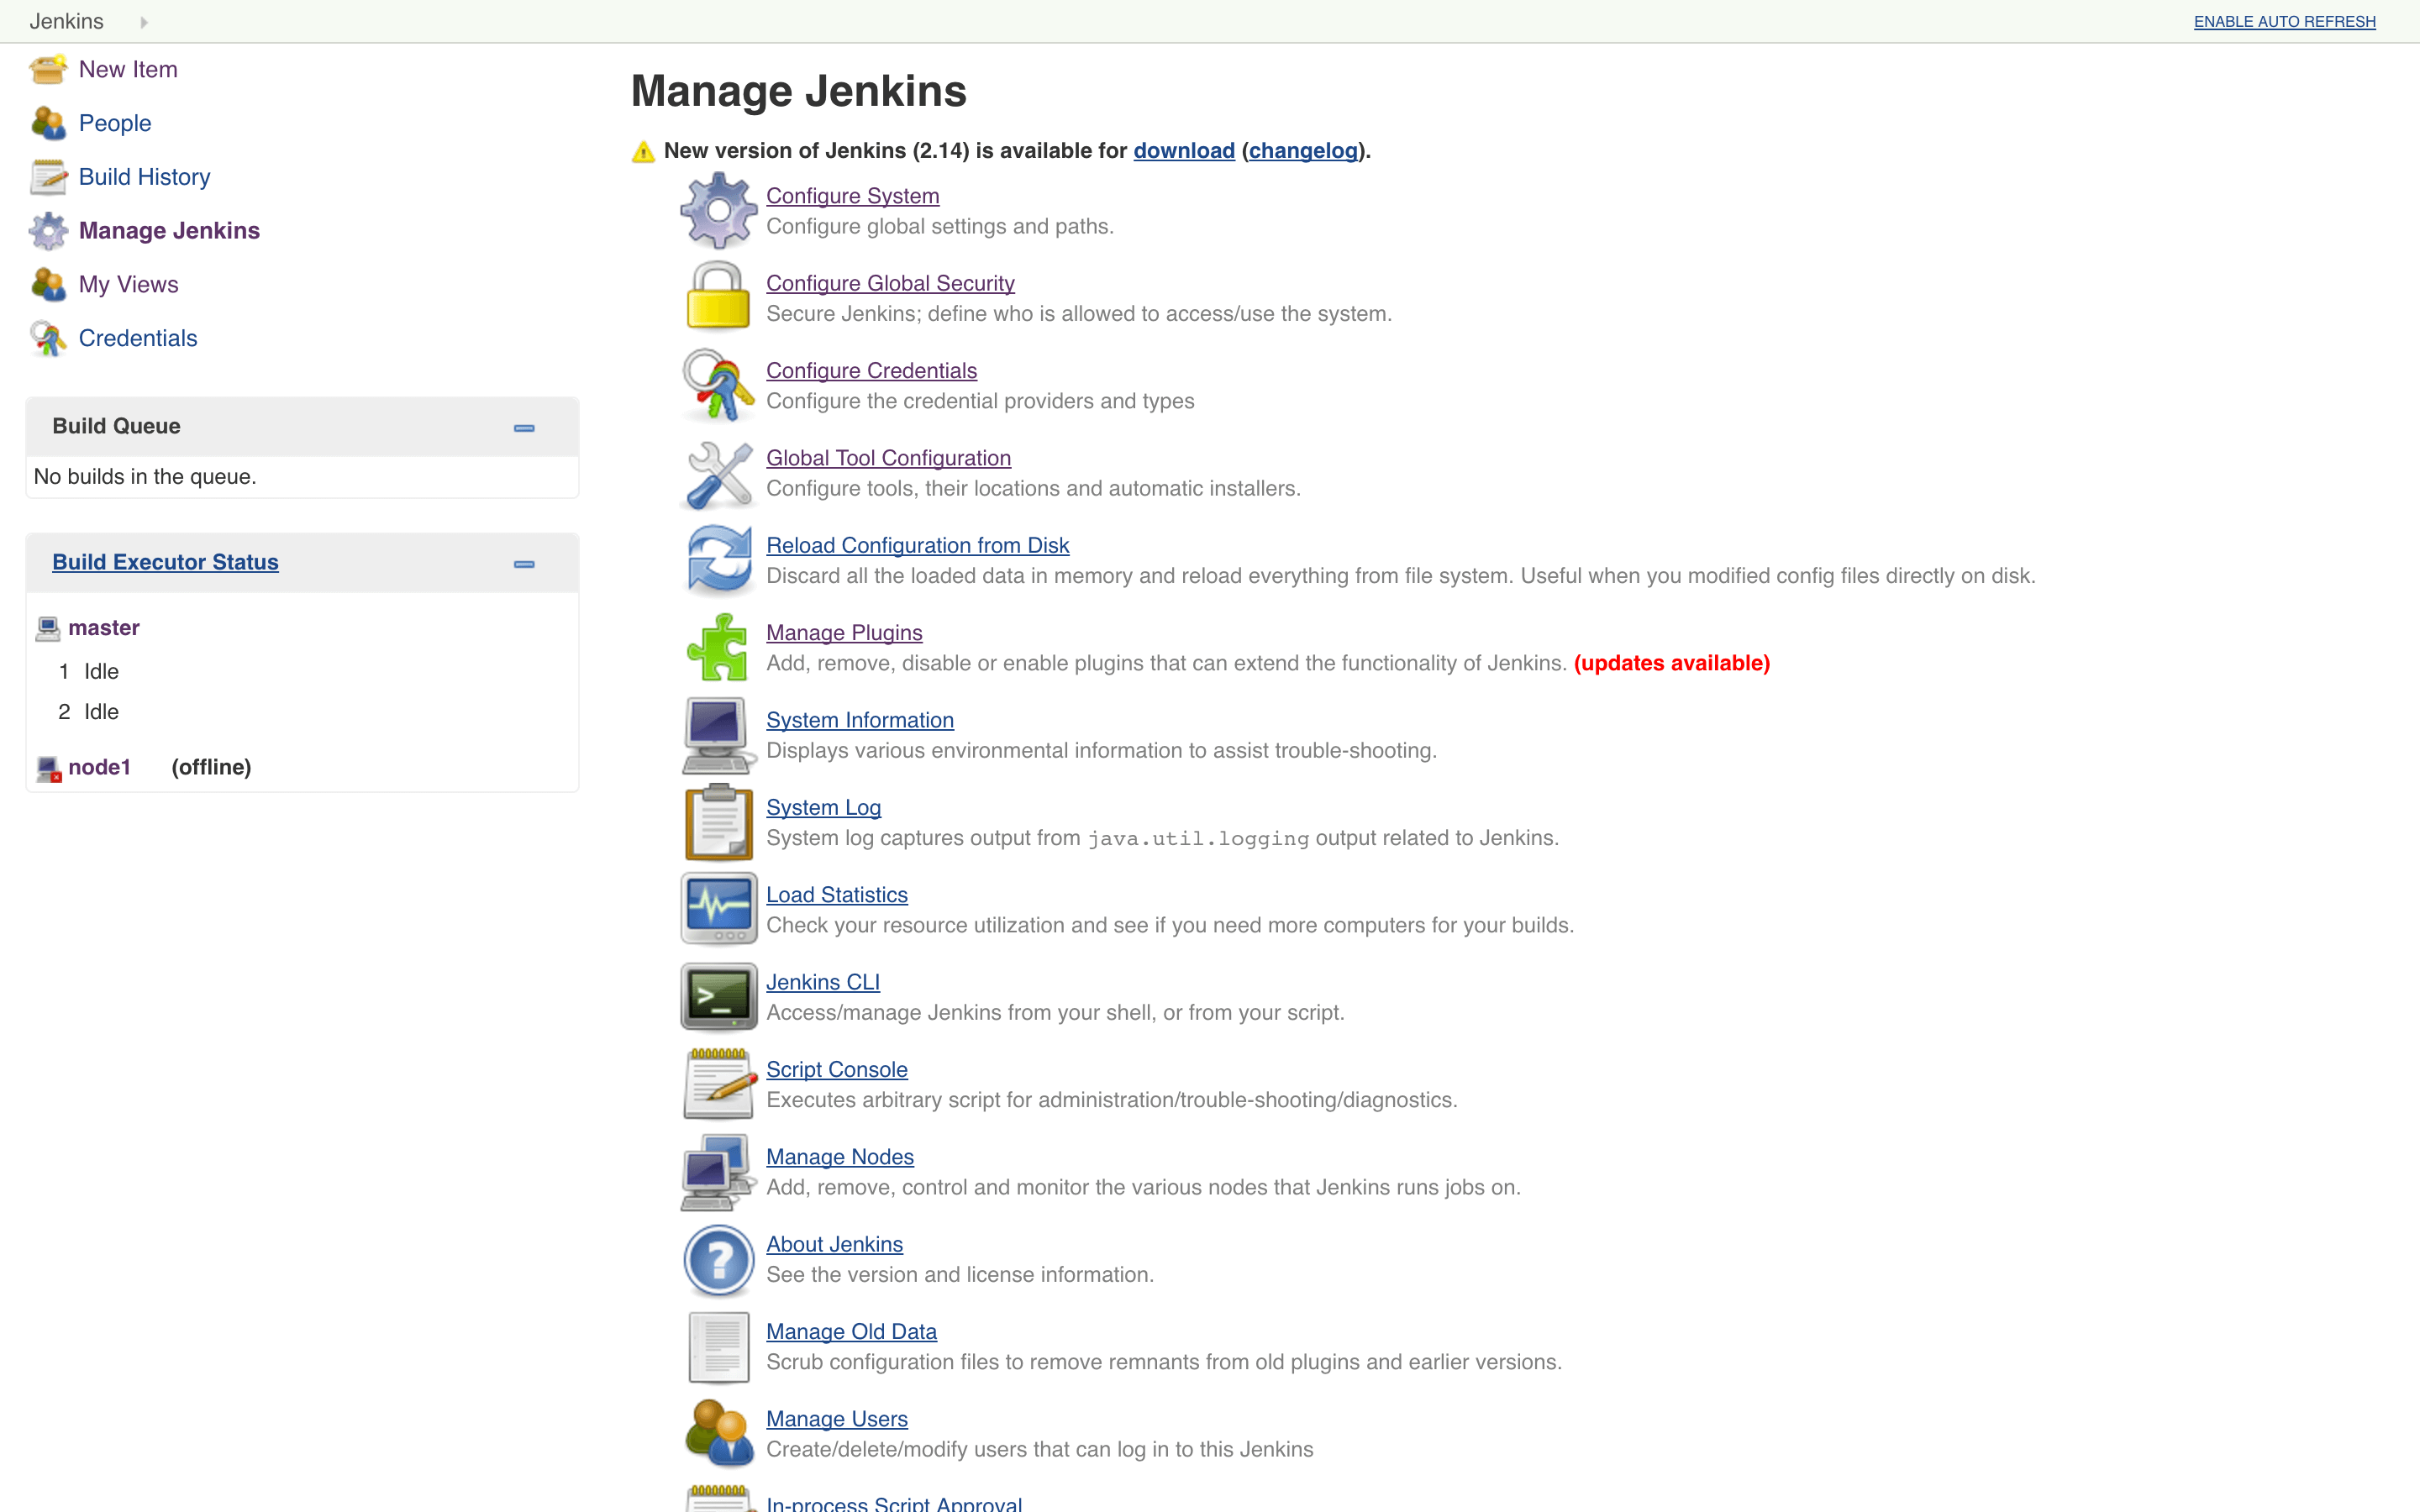 Jenkins
ENABLE AUTO REFRESH
New Item
People
Build History
Manage Jenkins
My Views
Credentials
Build Queue
No builds in the queue.
Build Executor Status
master
1 Idle
2 Idle
node1 (offline)
Manage Jenkins
New version of Jenkins (2.14) is available for download (changelog).
Configure System
Configure global settings and paths.
Configure Global Security
Secure Jenkins; define who is allowed to access/use the system.
Configure Credentials
Configure the credential providers and types
Global Tool Configuration
Configure tools, their locations and automatic installers.
Reload Configuration from Disk
Discard all the loaded data in memory and reload everything from file system. Useful when you modified config files directly on disk.
Manage Plugins
Add, remove, disable or enable plugins that can extend the functionality of Jenkins. (updates available)
System Information
Displays various environmental information to assist trouble-shooting.
System Log
System log captures output from java.util.logging output related to Jenkins.
Load Statistics
Check your resource utilization and see if you need more computers for your builds.
Jenkins CLI
Access/manage Jenkins from your shell, or from your script.
Script Console
Executes arbitrary script for administration/trouble-shooting/diagnostics.
Manage Nodes
Add, remove, control and monitor the various nodes that Jenkins runs jobs on.
About Jenkins
See the version and license information.
Manage Old Data
Scrub configuration files to remove remnants from old plugins and earlier versions.
Manage Users
Create/delete/modify users that can log in to this Jenkins
In-process Script Approval